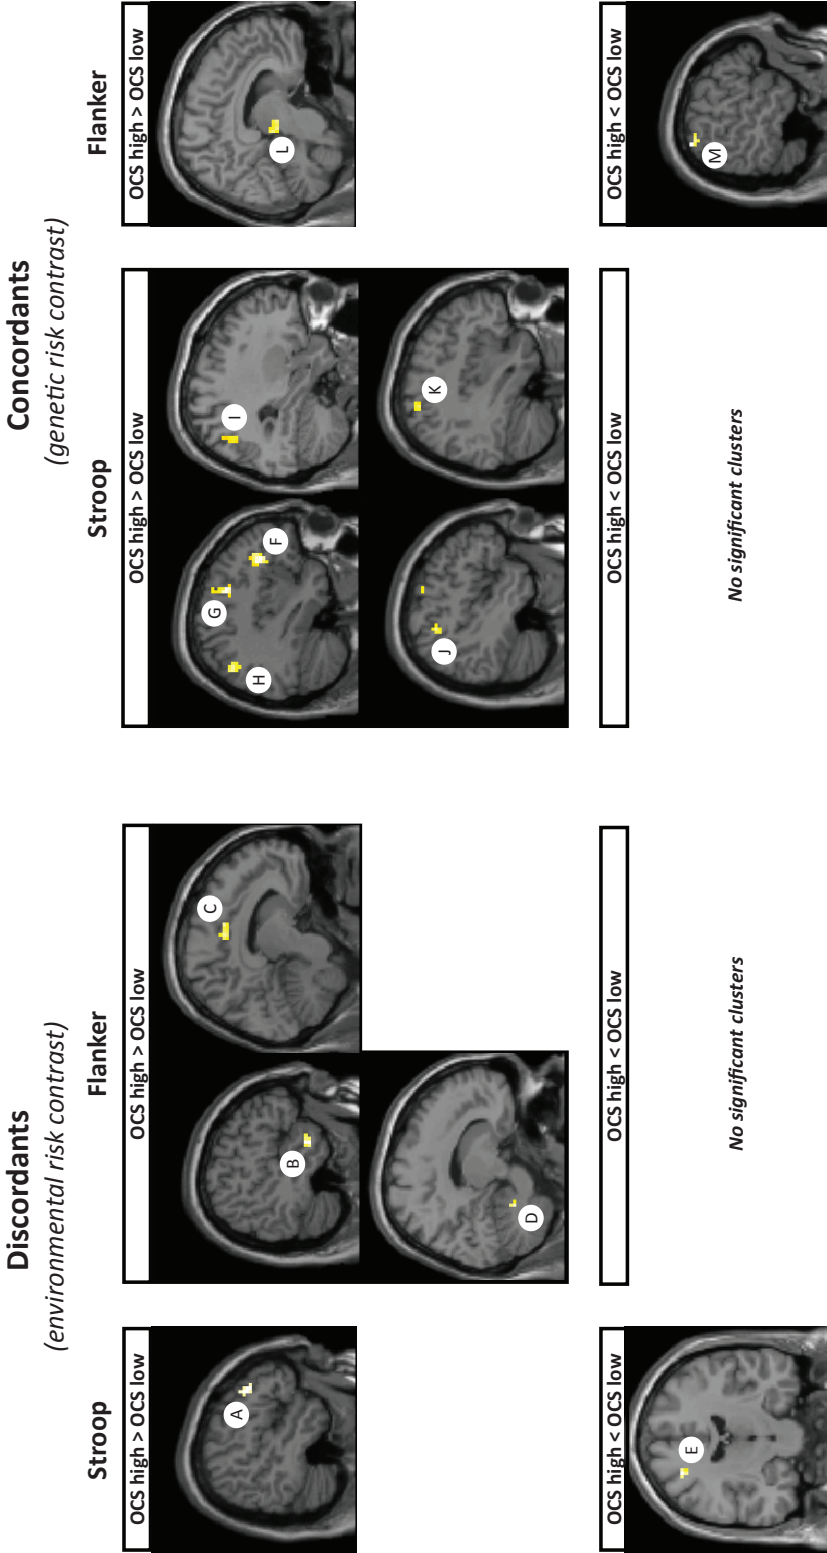 Discordants
(environmental risk contrast)
Stroop
OCS high > OCS low
A
OCS high < OCS low
E
Flanker
OCS high > OCS low
B
C
D
OCS high < OCS low
No significant clusters
Concordants
(genetic risk contrast)
Stroop
OCS high > OCS low
H
G
F
I
J
K
OCS high < OCS low
No significant clusters
Flanker
OCS high > OCS low
L
OCS high < OCS low
M